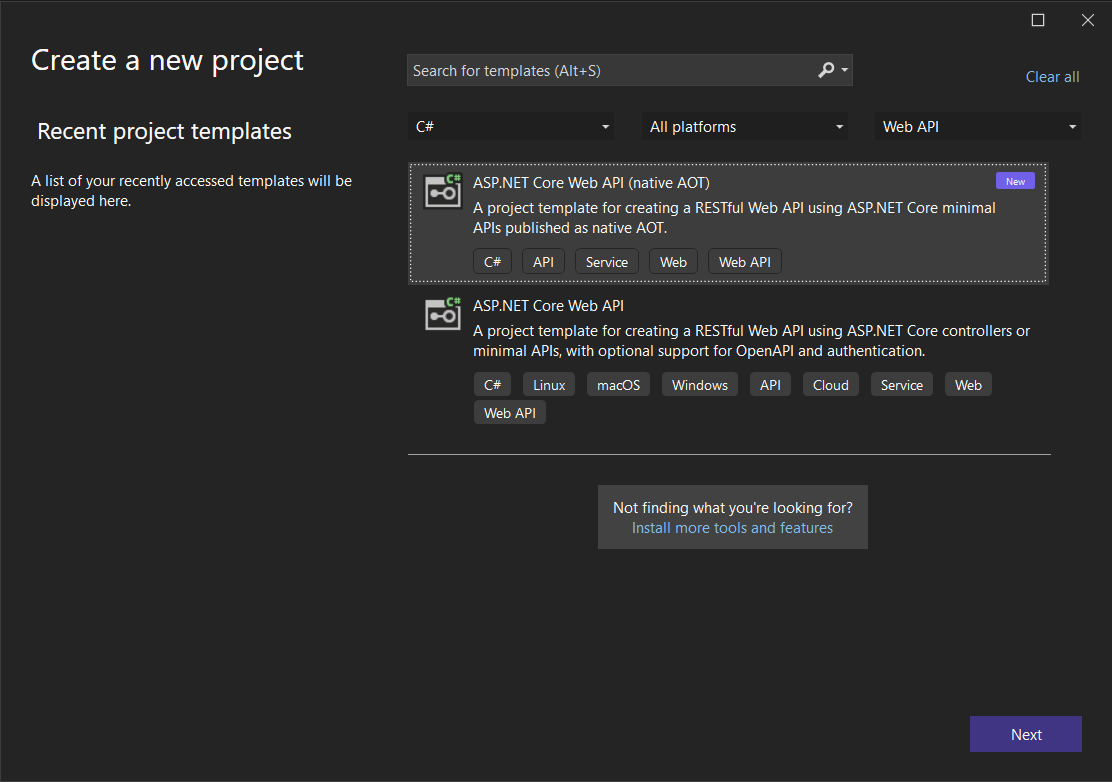 Create a new project
Recent project templates
A list of your recently accessed templates will be
displayed here.
Search for templates (Alt+S)
Clear all
C#
All platforms
Web API
C#
ASP.NET Core Web API (native AOT)
New
A project template for creating a RESTful Web API using ASP.NET Core minimal
APIs published as native AOT.
C# API Service Web Web API
C#
ASP.NET Core Web API
A project template for creating a RESTful Web API using ASP.NET Core controllers or
minimal APIs, with optional support for OpenAPI and authentication.
C# Linux macOS Windows API Cloud Service Web
Web API
Not finding what you're looking for?
Install more tools and features
Next